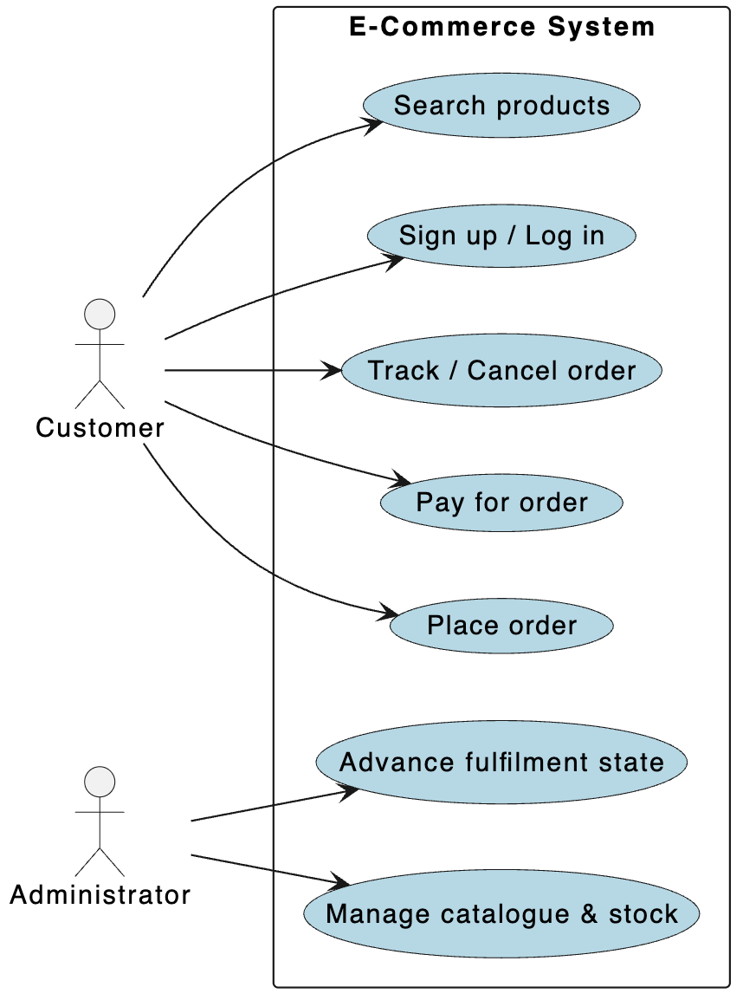 E-Commerce System
Search products
Sign up / Log in
Track / Cancel order
Customer
Pay for order
Place order
Advance fulfilment state
Administrator
Manage catalogue & stock